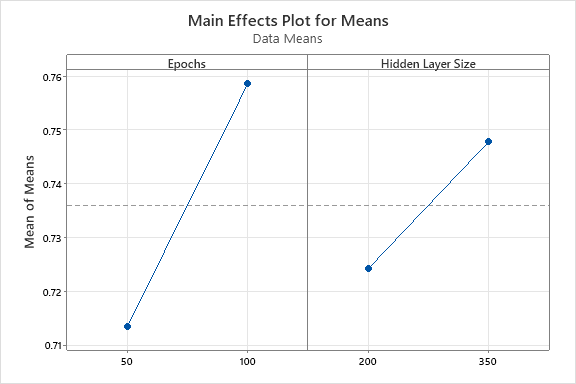 Main Effects Plot for Means
Data Means
Epochs
Hidden Layer Size
Mean of Means
0.76
0.75
0.74
0.73
0.72
0.71
50
100
200
350